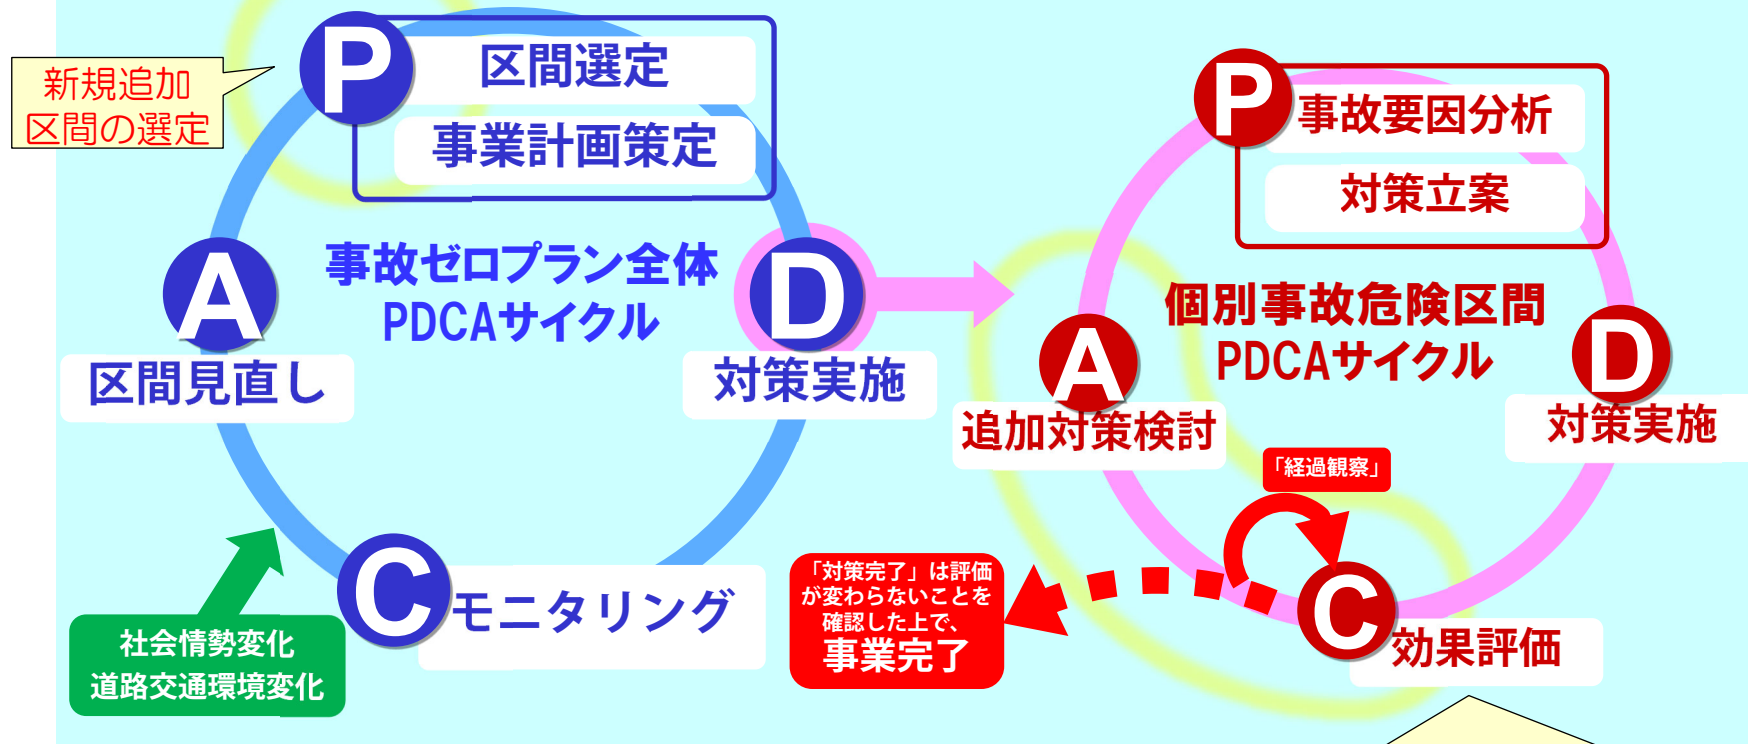 新規追加
区間の選定
P
区間選定
事業計画策定
A
区間見直し
事故ゼロプラン全体
PDCAサイクル
D
対策実施
C
モニタリング
社会情勢変化
道路交通環境変化
P
事故要因分析
対策立案
個別事故危険区間
PDCAサイクル
A
追加対策検討
D
対策実施
「経過観察」
「対策完了」は評価
が変わらないことを
確認した上で、
事業完了
C
効果評価